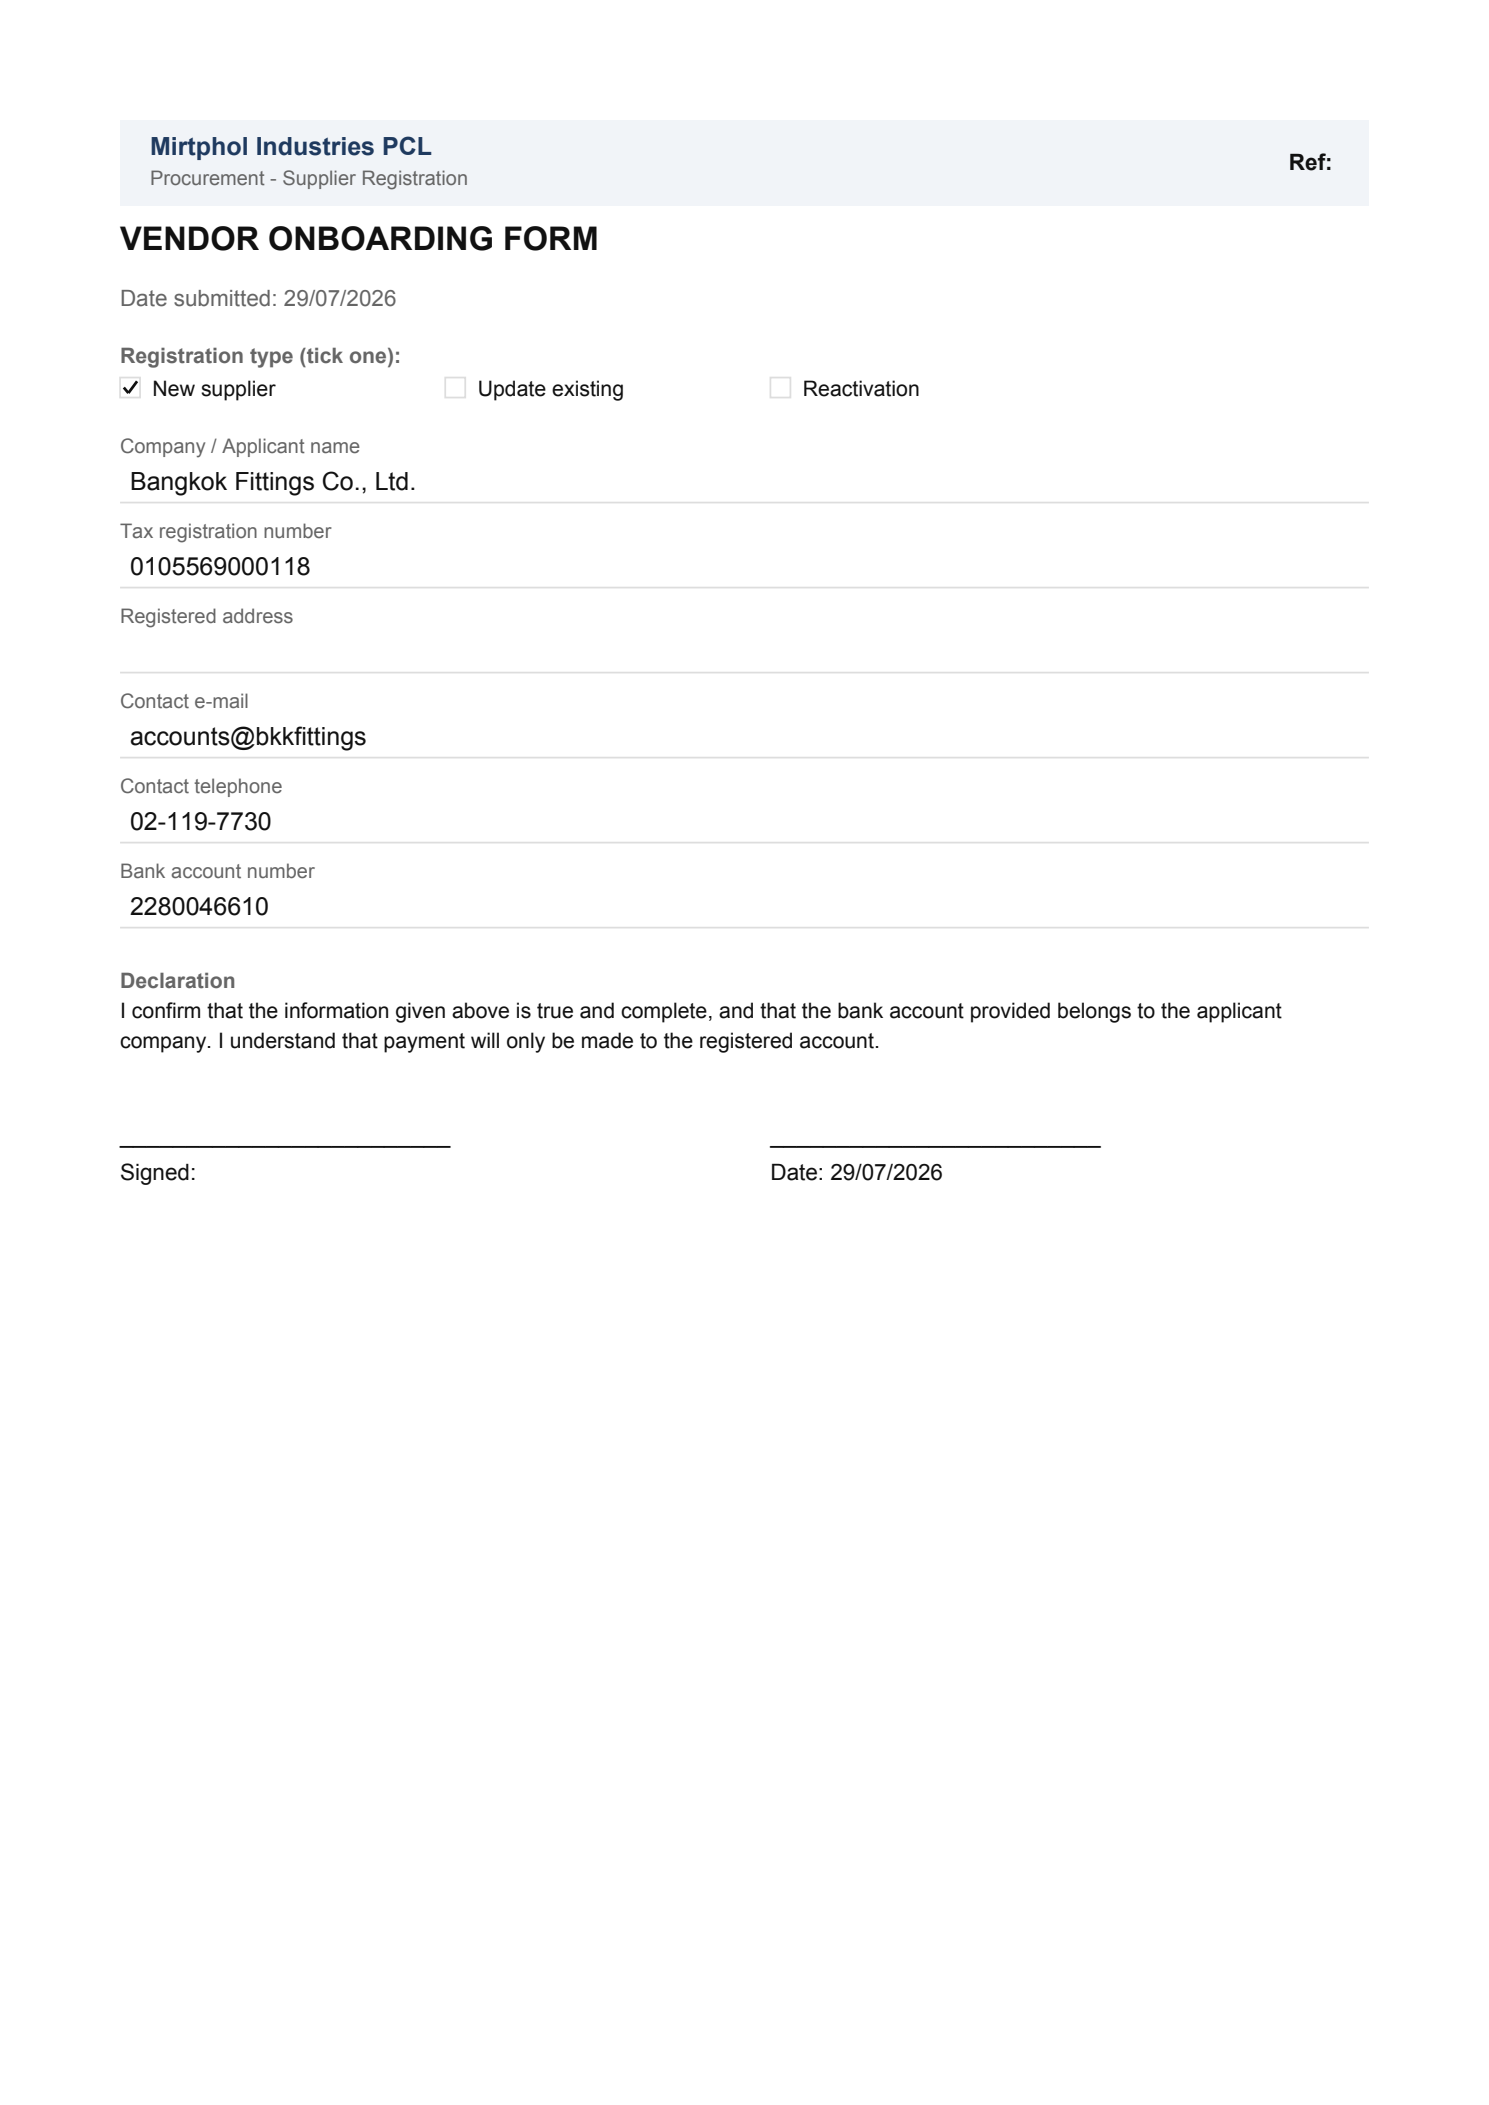 Mirtphol Industries PCL
Procurement - Supplier Registration
Ref:
VENDOR ONBOARDING FORM
Date submitted: 29/07/2026
Registration type (tick one):
New supplier Update existing Reactivation
Company / Applicant name
Bangkok Fittings Co., Ltd.
Tax registration number
0105569000118
Registered address
Contact e-mail
accounts@bkkfittings
Contact telephone
02-119-7730
Bank account number
2280046610
Declaration
I confirm that the information given above is true and complete, and that the bank account provided belongs to the applicant
company. I understand that payment will only be made to the registered account.
Signed: Date: 29/07/2026